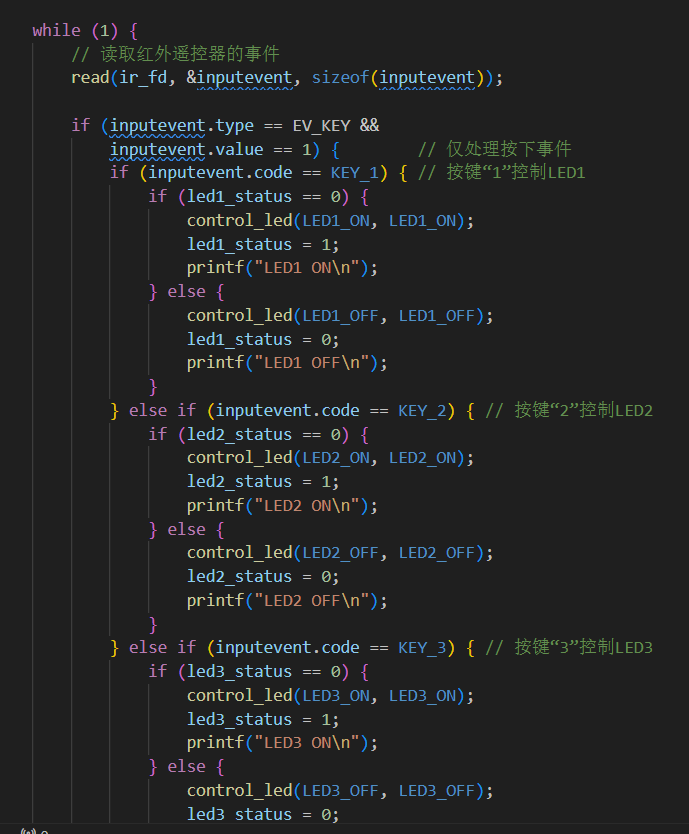 while (1) {
// 读取红外遥控器的事件
read(ir_fd, &inputevent, sizeof(inputevent));
if (inputevent.type == EV_KEY &&
inputevent.value == 1) { // 仅处理按下事件
if (inputevent.code == KEY_1) { // 按键“1”控制LED1
if (led1_status == 0) {
control_led(LED1_ON, LED1_ON);
led1_status = 1;
printf("LED1 ON\n");
} else {
control_led(LED1_OFF, LED1_OFF);
led1_status = 0;
printf("LED1 OFF\n");
}
} else if (inputevent.code == KEY_2) { // 按键“2”控制LED2
if (led2_status == 0) {
control_led(LED2_ON, LED2_ON);
led2_status = 1;
printf("LED2 ON\n");
} else {
control_led(LED2_OFF, LED2_OFF);
led2_status = 0;
printf("LED2 OFF\n");
}
} else if (inputevent.code == KEY_3) { // 按键“3”控制LED3
if (led3_status == 0) {
control_led(LED3_ON, LED3_ON);
led3_status = 1;
printf("LED3 ON\n");
} else {
control_led(LED3_OFF, LED3_OFF);
led3_status = 0;